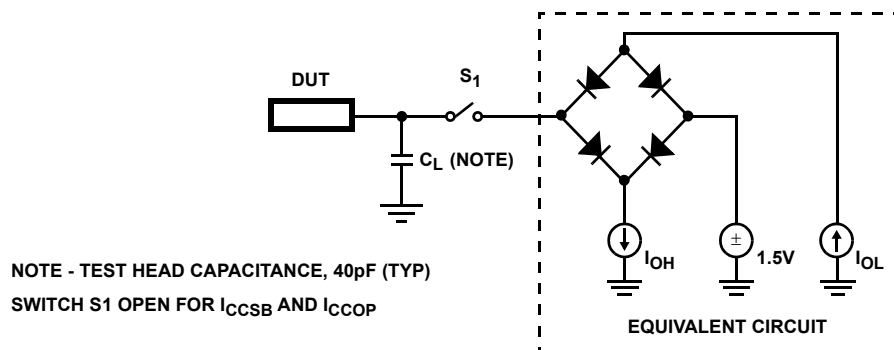 DUT
S1
CL (NOTE)
IOH
±
1.5V
IOL
NOTE - TEST HEAD CAPACITANCE, 40pF (TYP)
SWITCH S1 OPEN FOR ICCSB AND ICCOP
EQUIVALENT CIRCUIT